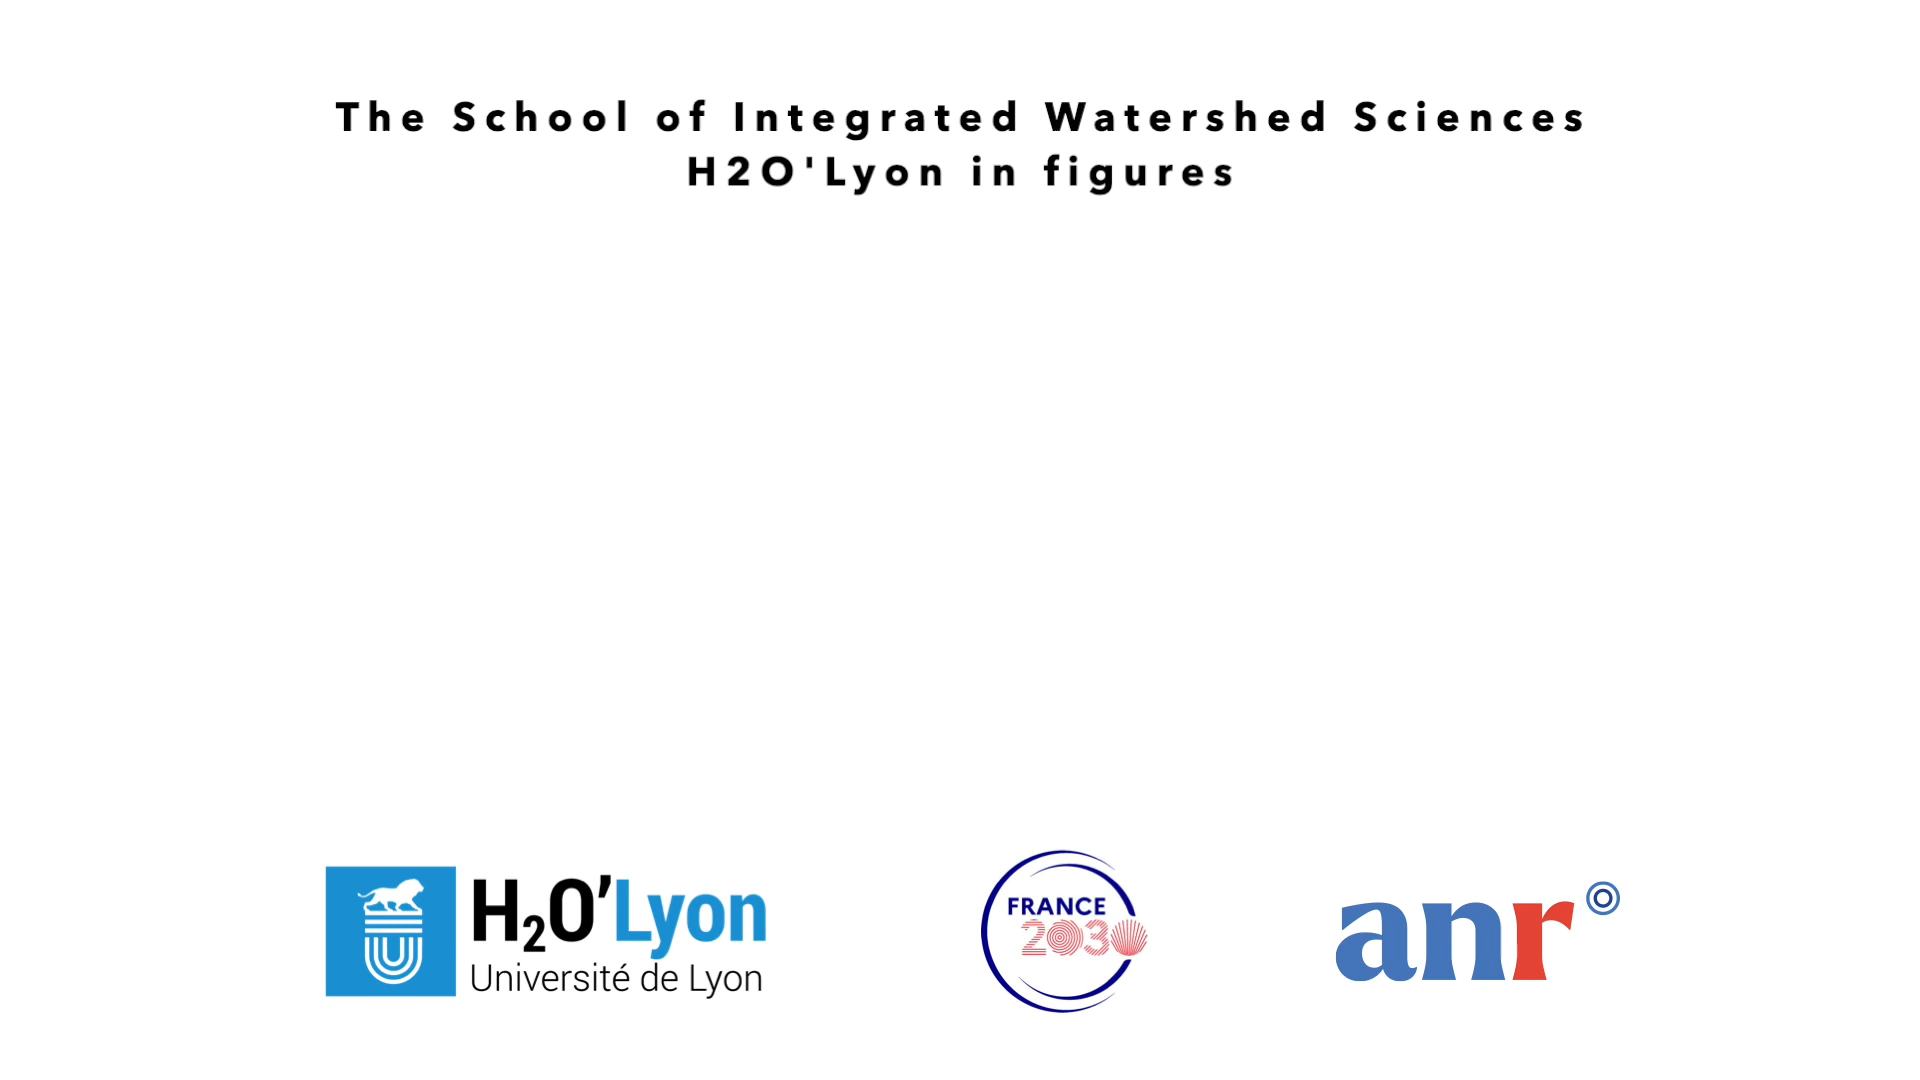 The School of Integrated Watershed Sciences
H2O'Lyon in figures
H₂O’Lyon
Université de Lyon
FRANCE
2030
anr